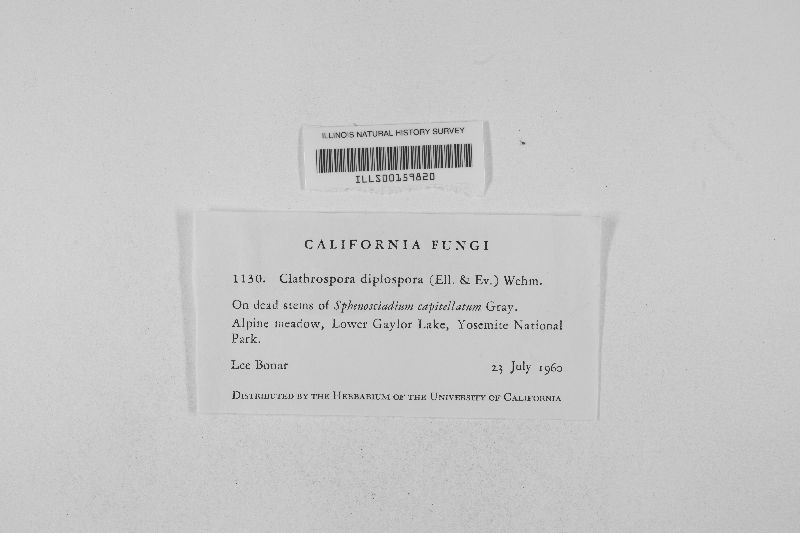 ILLINOIS NATURAL HISTORY SURVEY
ILLS00159820
CALIFORNIA FUNGI
1130. Clathrospora diplospora (Ell. & Ev.) Wehm.
On dead stems of Sphenosciadium capitellatum Gray.
Alpine meadow, Lower Gaylor Lake, Yosemite National
Park.
Lee Bonar 23 July 1960
DISTRIBUTED BY THE HERBARIUM OF THE UNIVERSITY OF CALIFORNIA